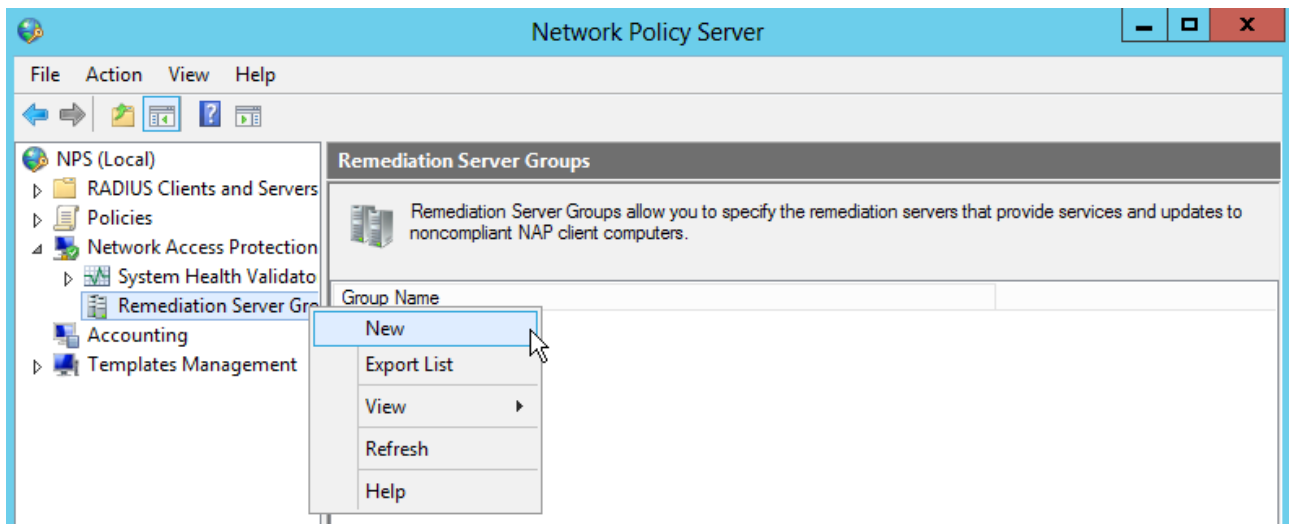 Network Policy Server
File Action View Help
NPS (Local)
RADIUS Clients and Servers
Policies
Network Access Protection
System Health Validato
Remediation Server Gro
Accounting
Templates Management
Remediation Server Groups
Remediation Server Groups allow you to specify the remediation servers that provide services and updates to
noncompliant NAP client computers.
Group Name
New
Export List
View
Refresh
Help